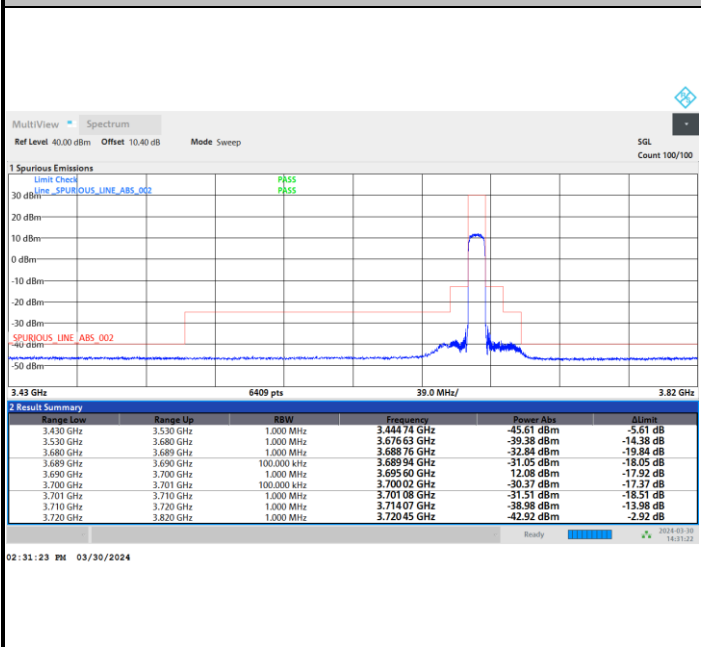 MultiView Spectrum
Ref Level 40.00 dBm Offset 10.40 dB Mode Sweep SGL
Count 100/100
1 Spurious Emissions
Limit Check PASS
Line _SPURIOUS_LINE_ABS_002 PASS
30 dBm
20 dBm
10 dBm
0 dBm
-10 dBm
-20 dBm
-30 dBm
SPURIOUS_LINE_ABS_002
-40 dBm
-50 dBm
3.43 GHz 6409 pts 39.0 MHz/ 3.82 GHz
2 Result Summary
Range Low Range Up RBW Frequency Power Abs ΔLimit
3.430 GHz 3.530 GHz 1.000 MHz 3.444 74 GHz -45.61 dBm -5.61 dB
3.530 GHz 3.680 GHz 1.000 MHz 3.676 63 GHz -39.38 dBm -14.38 dB
3.680 GHz 3.689 GHz 1.000 MHz 3.688 76 GHz -32.84 dBm -19.84 dB
3.689 GHz 3.690 GHz 100.000 kHz 3.689 94 GHz -31.05 dBm -18.05 dB
3.690 GHz 3.700 GHz 1.000 MHz 3.695 60 GHz 12.08 dBm -17.92 dB
3.700 GHz 3.701 GHz 100.000 kHz 3.700 02 GHz -30.37 dBm -17.37 dB
3.701 GHz 3.710 GHz 1.000 MHz 3.701 08 GHz -31.51 dBm -18.51 dB
3.710 GHz 3.720 GHz 1.000 MHz 3.714 07 GHz -38.98 dBm -13.98 dB
3.720 GHz 3.820 GHz 1.000 MHz 3.720 45 GHz -42.92 dBm -2.92 dB
Ready 2024-03-30
14:31:22
02:31:23 PM 03/30/2024